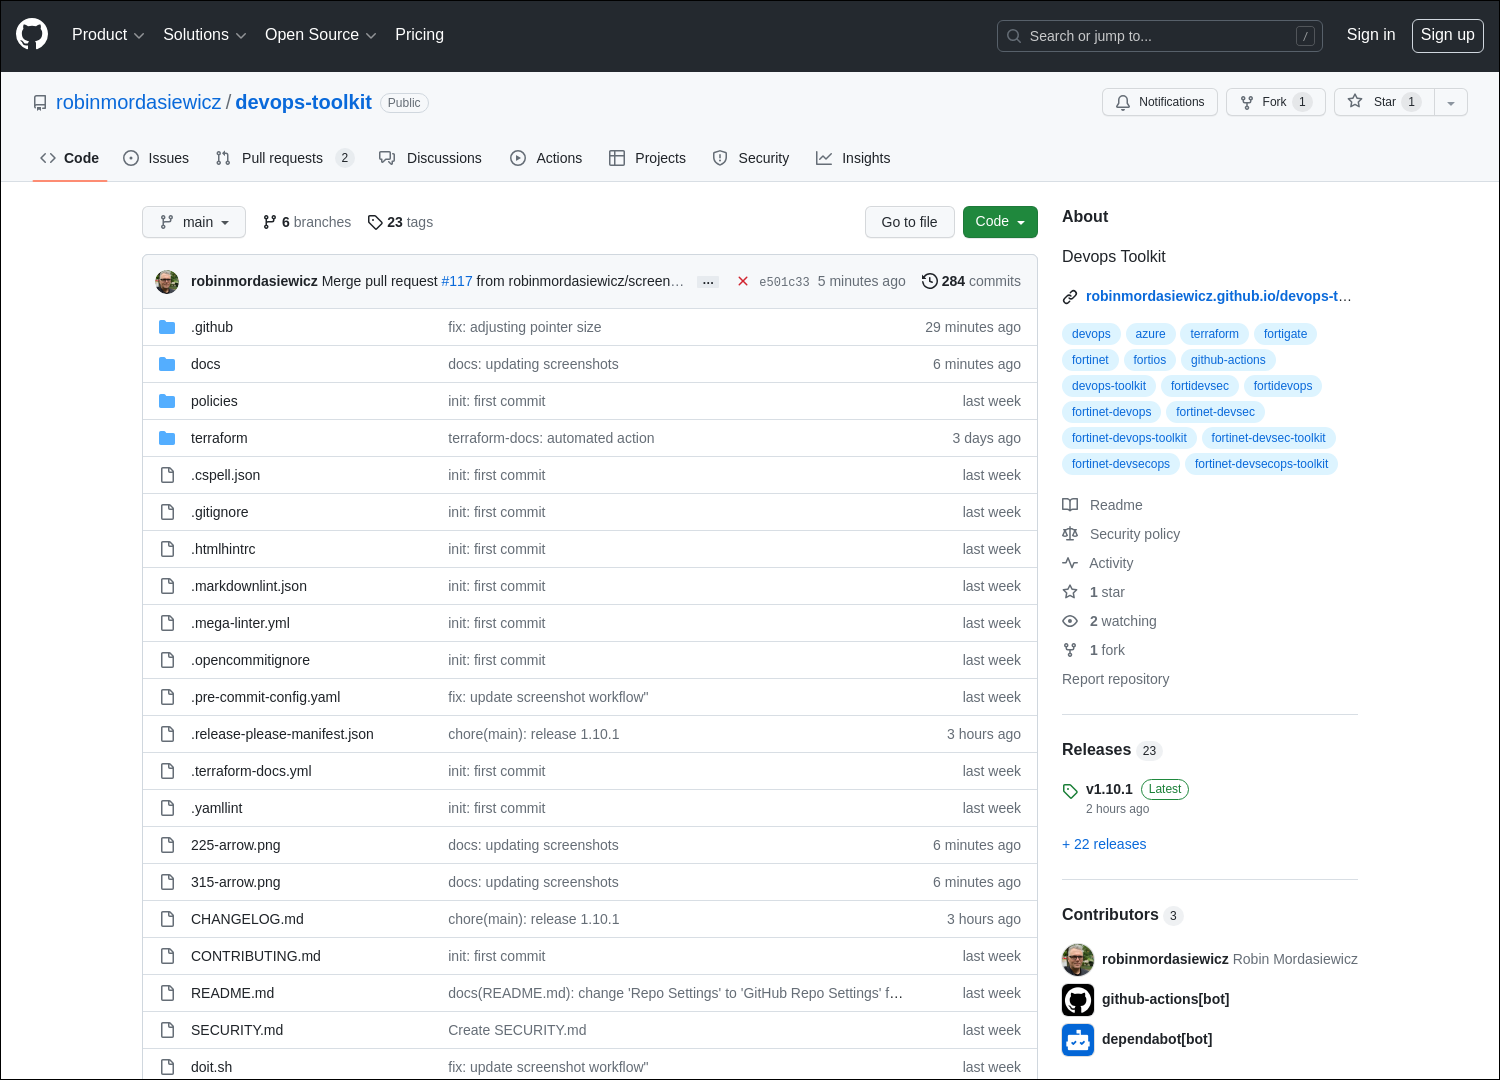 Product Solutions Open Source Pricing Search or jump to... / Sign in Sign up
robinmordasiewicz / devops-toolkit Public Notifications Fork 1 Star 1
Code Issues Pull requests 2 Discussions Actions Projects Security Insights
main 6 branches 23 tags Go to file Code
robinmordasiewicz Merge pull request #117 from robinmordasiewicz/screen… … e501c33 5 minutes ago 284 commits
.github fix: adjusting pointer size 29 minutes ago
docs docs: updating screenshots 6 minutes ago
policies init: first commit last week
terraform terraform-docs: automated action 3 days ago
.cspell.json init: first commit last week
.gitignore init: first commit last week
.htmlhintrc init: first commit last week
.markdownlint.json init: first commit last week
.mega-linter.yml init: first commit last week
.opencommitignore init: first commit last week
.pre-commit-config.yaml fix: update screenshot workflow" last week
.release-please-manifest.json chore(main): release 1.10.1 3 hours ago
.terraform-docs.yml init: first commit last week
.yamllint init: first commit last week
225-arrow.png docs: updating screenshots 6 minutes ago
315-arrow.png docs: updating screenshots 6 minutes ago
CHANGELOG.md chore(main): release 1.10.1 3 hours ago
CONTRIBUTING.md init: first commit last week
README.md docs(README.md): change 'Repo Settings' to 'GitHub Repo Settings' f… last week
SECURITY.md Create SECURITY.md last week
doit.sh fix: update screenshot workflow" last week
About
Devops Toolkit
robinmordasiewicz.github.io/devops-t…
devops azure terraform fortigate
fortinet fortios github-actions
devops-toolkit fortidevsec fortidevops
fortinet-devops fortinet-devsec
fortinet-devops-toolkit fortinet-devsec-toolkit
fortinet-devsecops fortinet-devsecops-toolkit
Readme
Security policy
Activity
1 star
2 watching
1 fork
Report repository
Releases 23
v1.10.1 Latest
2 hours ago
+ 22 releases
Contributors 3
robinmordasiewicz Robin Mordasiewicz
github-actions[bot]
dependabot[bot]